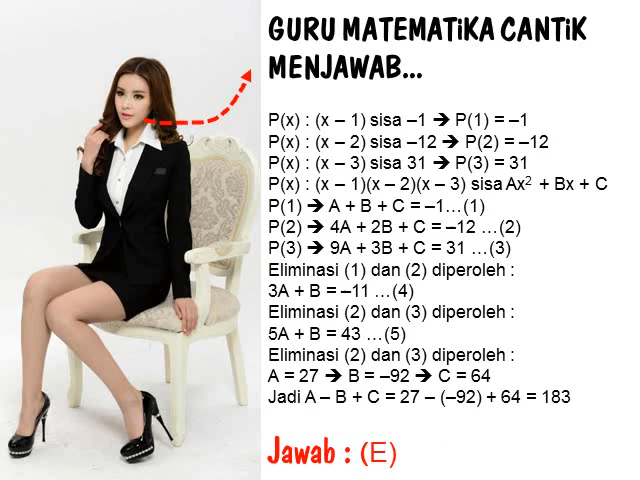 GURU MATEMATiKA CANTiK
MENJAWAB...
P(x) : (x – 1) sisa –1 ➔ P(1) = –1
P(x) : (x – 2) sisa –12 ➔ P(2) = –12
P(x) : (x – 3) sisa 31 ➔ P(3) = 31
P(x) : (x – 1)(x – 2)(x – 3) sisa Ax² + Bx + C
P(1) ➔ A + B + C = –1…(1)
P(2) ➔ 4A + 2B + C = –12 …(2)
P(3) ➔ 9A + 3B + C = 31 …(3)
Eliminasi (1) dan (2) diperoleh :
3A + B = –11 …(4)
Eliminasi (2) dan (3) diperoleh :
5A + B = 43 …(5)
Eliminasi (2) dan (3) diperoleh :
A = 27 ➔ B = –92 ➔ C = 64
Jadi A – B + C = 27 – (–92) + 64 = 183
Jawab : (E)